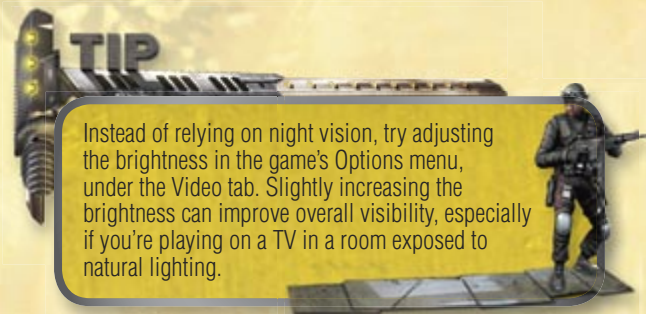 TIP
Instead of relying on night vision, try adjusting
the brightness in the game's Options menu,
under the Video tab. Slightly increasing the
brightness can improve overall visibility, especially
if you're playing on a TV in a room exposed to
natural lighting.